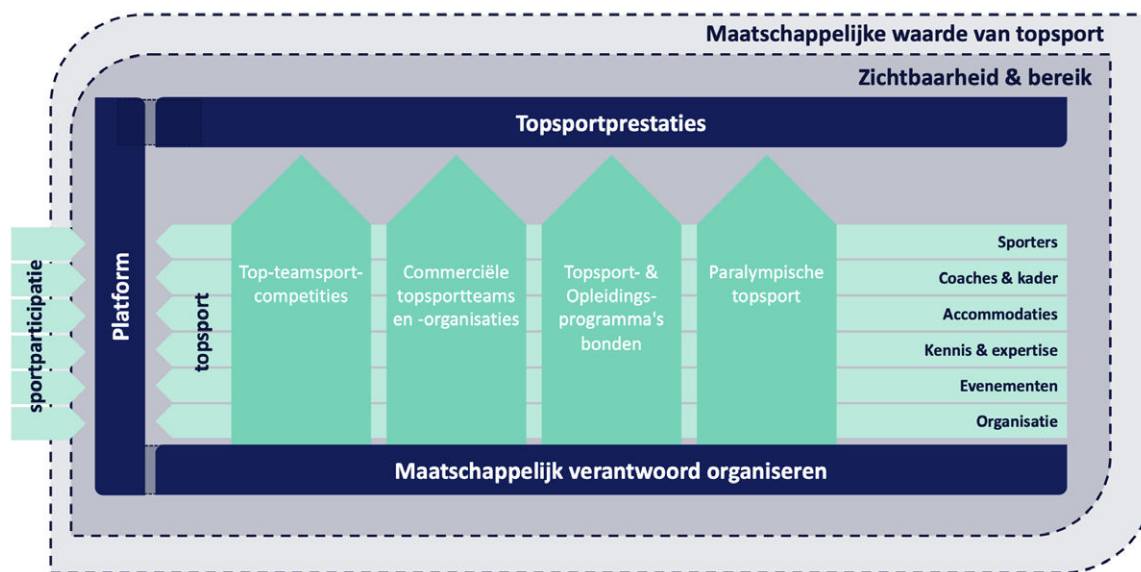 Maatschappelijke waarde van topsport
Zichtbaarheid & bereik
Topsportprestaties
sportparticipatie
Platform
topsport
Top-teamsport-
competities
Commerciële
topsportteams
en -organisaties
Topsport- &
Opleidings-
programma's
bonden
Paralympische
topsport
Sporters
Coaches & kader
Accommodaties
Kennis & expertise
Evenementen
Organisatie
Maatschappelijk verantwoord organiseren